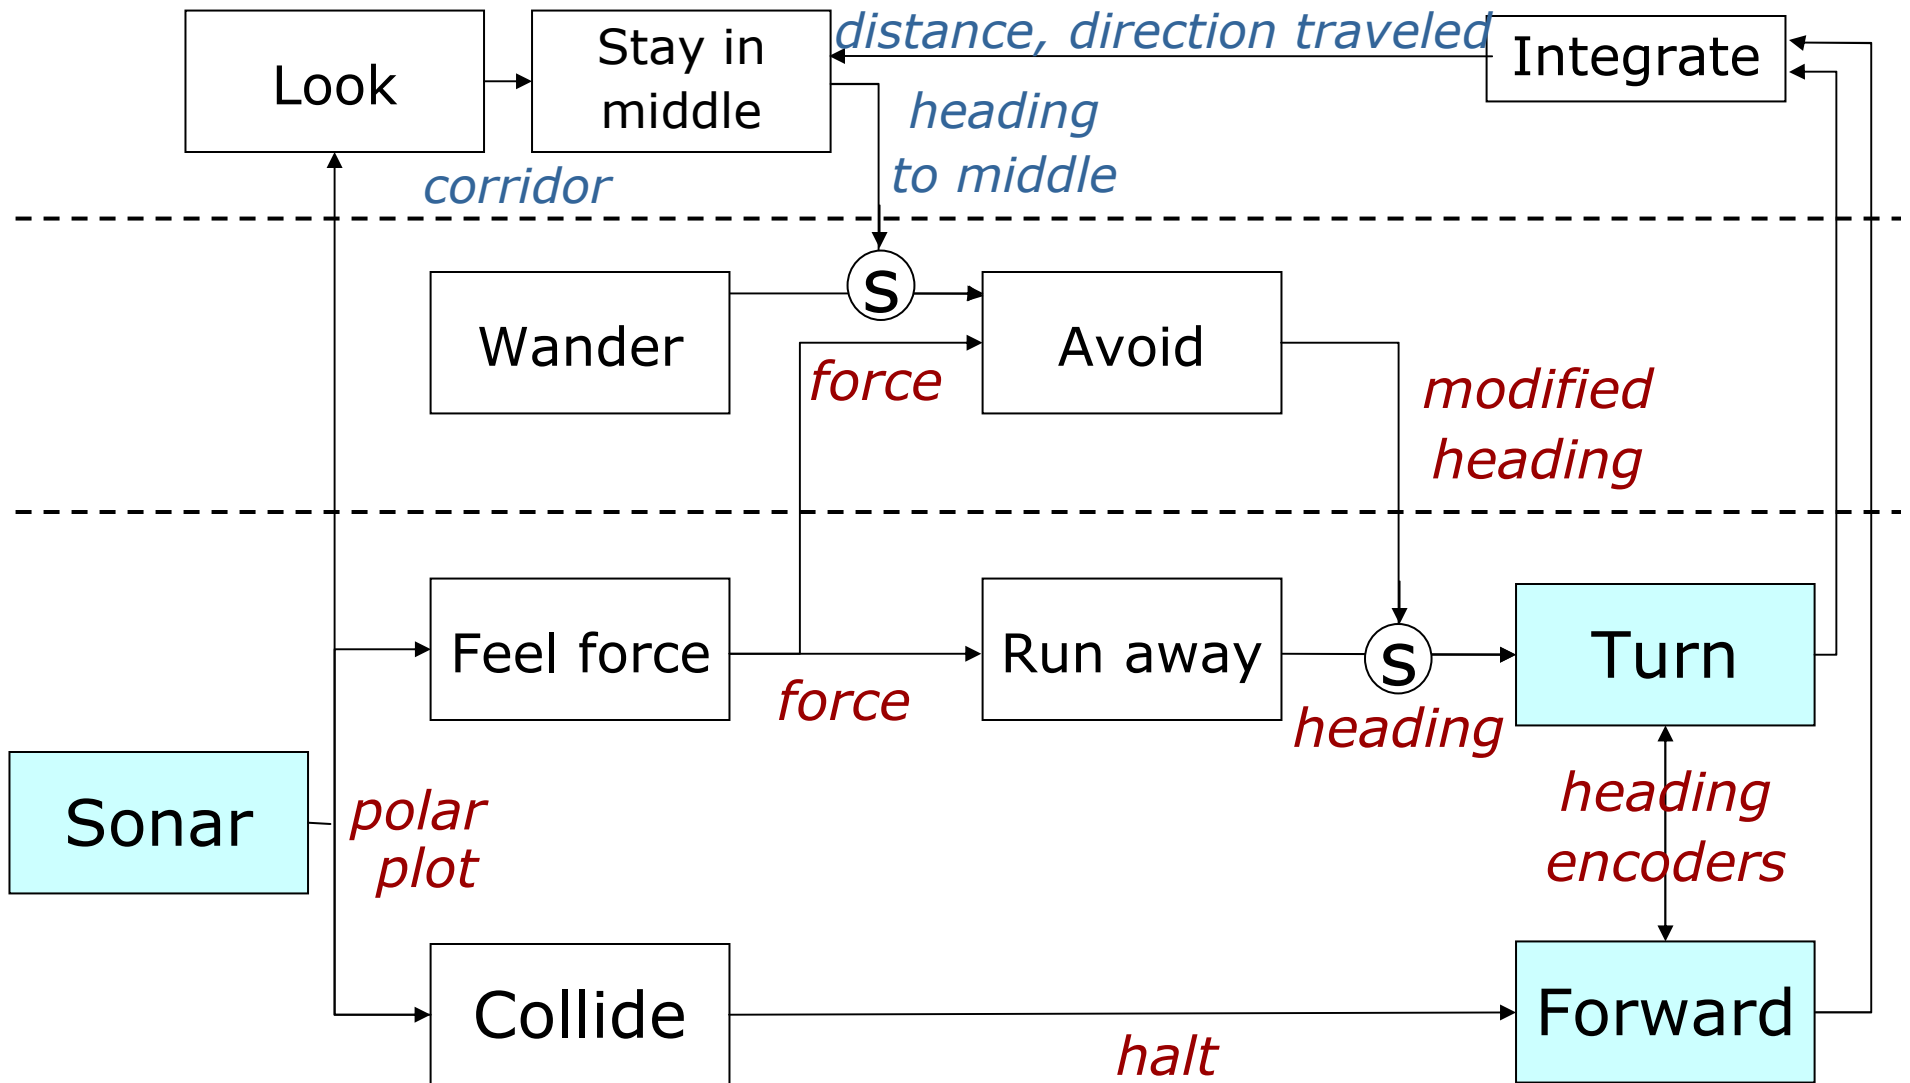 Look
Stay in
middle
distance, direction traveled
Integrate
heading
to middle
corridor
S
Wander
Avoid
force
modified
heading
Feel force
Run away
S
Turn
force
heading
Sonar
polar
plot
heading
encoders
Collide
Forward
halt